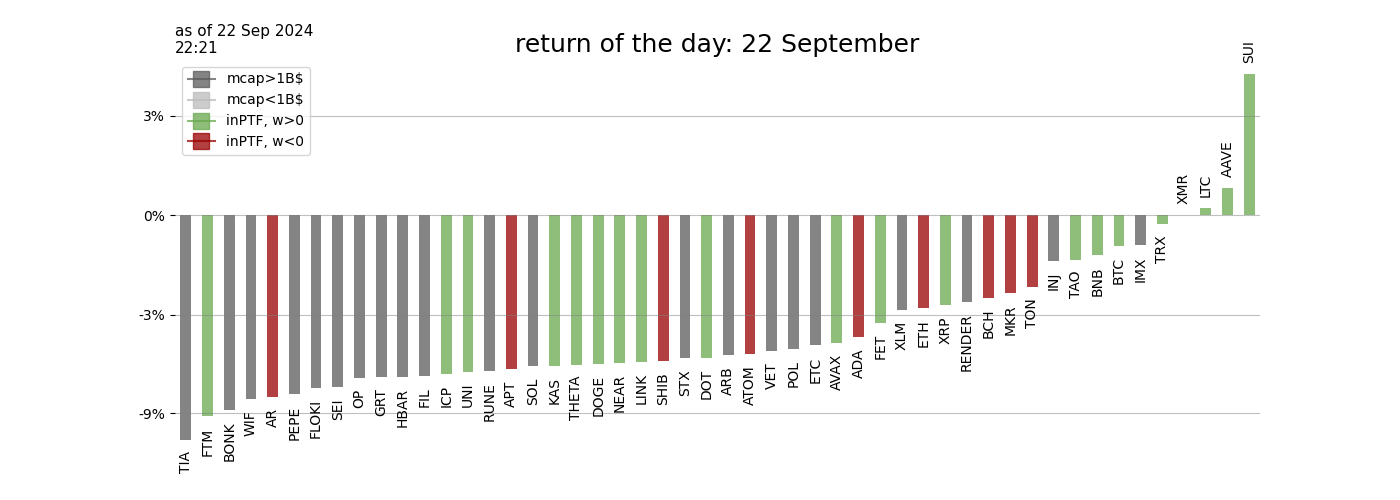 as of 22 Sep 2024
22:21
return of the day: 22 September
mcap>1B$
mcap<1B$
inPTF, w>0
inPTF, w<0
3%
0%
-3%
-9%
TIA
FTM
BONK
WIF
AR
PEPE
FLOKI
SEI
OP
GRT
HBAR
FIL
ICP
UNI
RUNE
APT
SOL
KAS
THETA
DOGE
NEAR
LINK
SHIB
STX
DOT
ARB
ATOM
VET
POL
ETC
AVAX
ADA
FET
XLM
ETH
XRP
RENDER
BCH
MKR
TON
INJ
TAO
BNB
BTC
IMX
TRX
XMR
LTC
AAVE
SUI